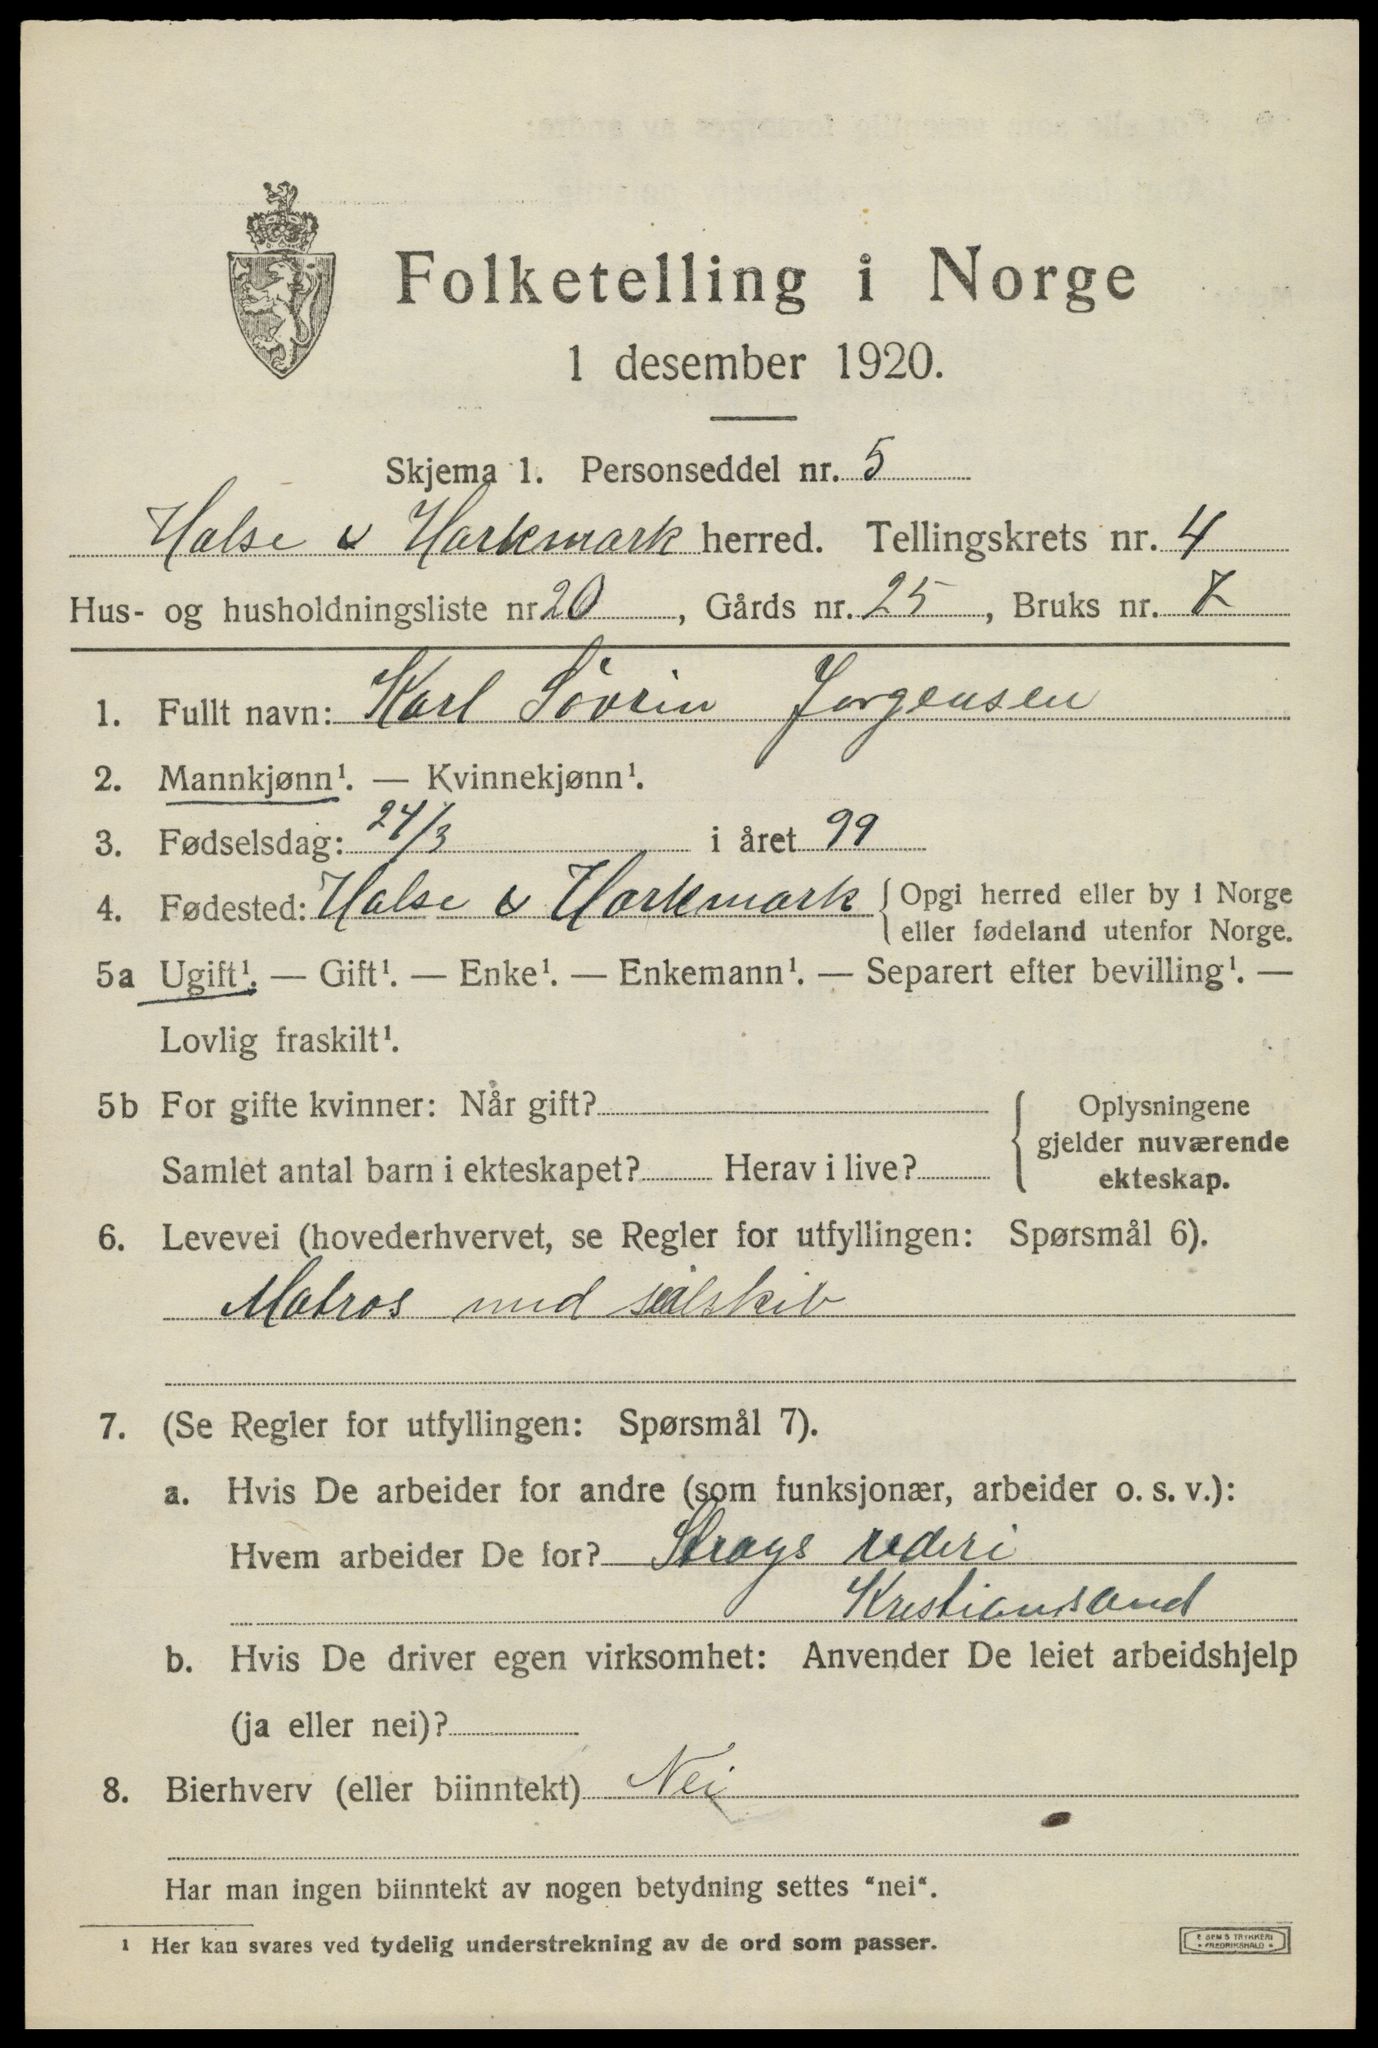 Folketelling i Norge
1 desember 1920.
Skjema 1. Personseddel nr. 5
Halse & Harkmark herred. Tellingskrets nr. 4
Hus- og husholdningsliste nr 20, Gårds nr. 25, Bruks nr. 7
1. Fullt navn: Karl Sövrin Jorgensen
2. Mannkjønn¹. — Kvinnekjønn¹.
3. Fødselsdag: 24/3 i året 99
4. Fødested: Halse & Harkmark { Opgi herred eller by i Norge
eller fødeland utenfor Norge.
5a Ugift¹. — Gift¹. — Enke¹. — Enkemann¹. — Separert efter bevilling¹. —
Lovlig fraskilt¹.
5b For gifte kvinner: Når gift? { Oplysningene
gjelder nuværende
Samlet antal barn i ekteskapet? Herav i live? ekteskap.
6. Levevei (hovederhvervet, se Regler for utfyllingen: Spørsmål 6).
Matros med seilskib
7. (Se Regler for utfyllingen: Spørsmål 7).
a. Hvis De arbeider for andre (som funksjonær, arbeider o. s. v.):
Hvem arbeider De for? Strays rederi
Kristiansand
b. Hvis De driver egen virksomhet: Anvender De leiet arbeidshjelp
(ja eller nei)?
8. Bierhverv (eller biinntekt) Nei
Har man ingen biinntekt av nogen betydning settes "nei".
¹ Her kan svares ved tydelig understrekning av de ord som passer.
E SEMS TRYKKERI
* FREDRIKSHALD *